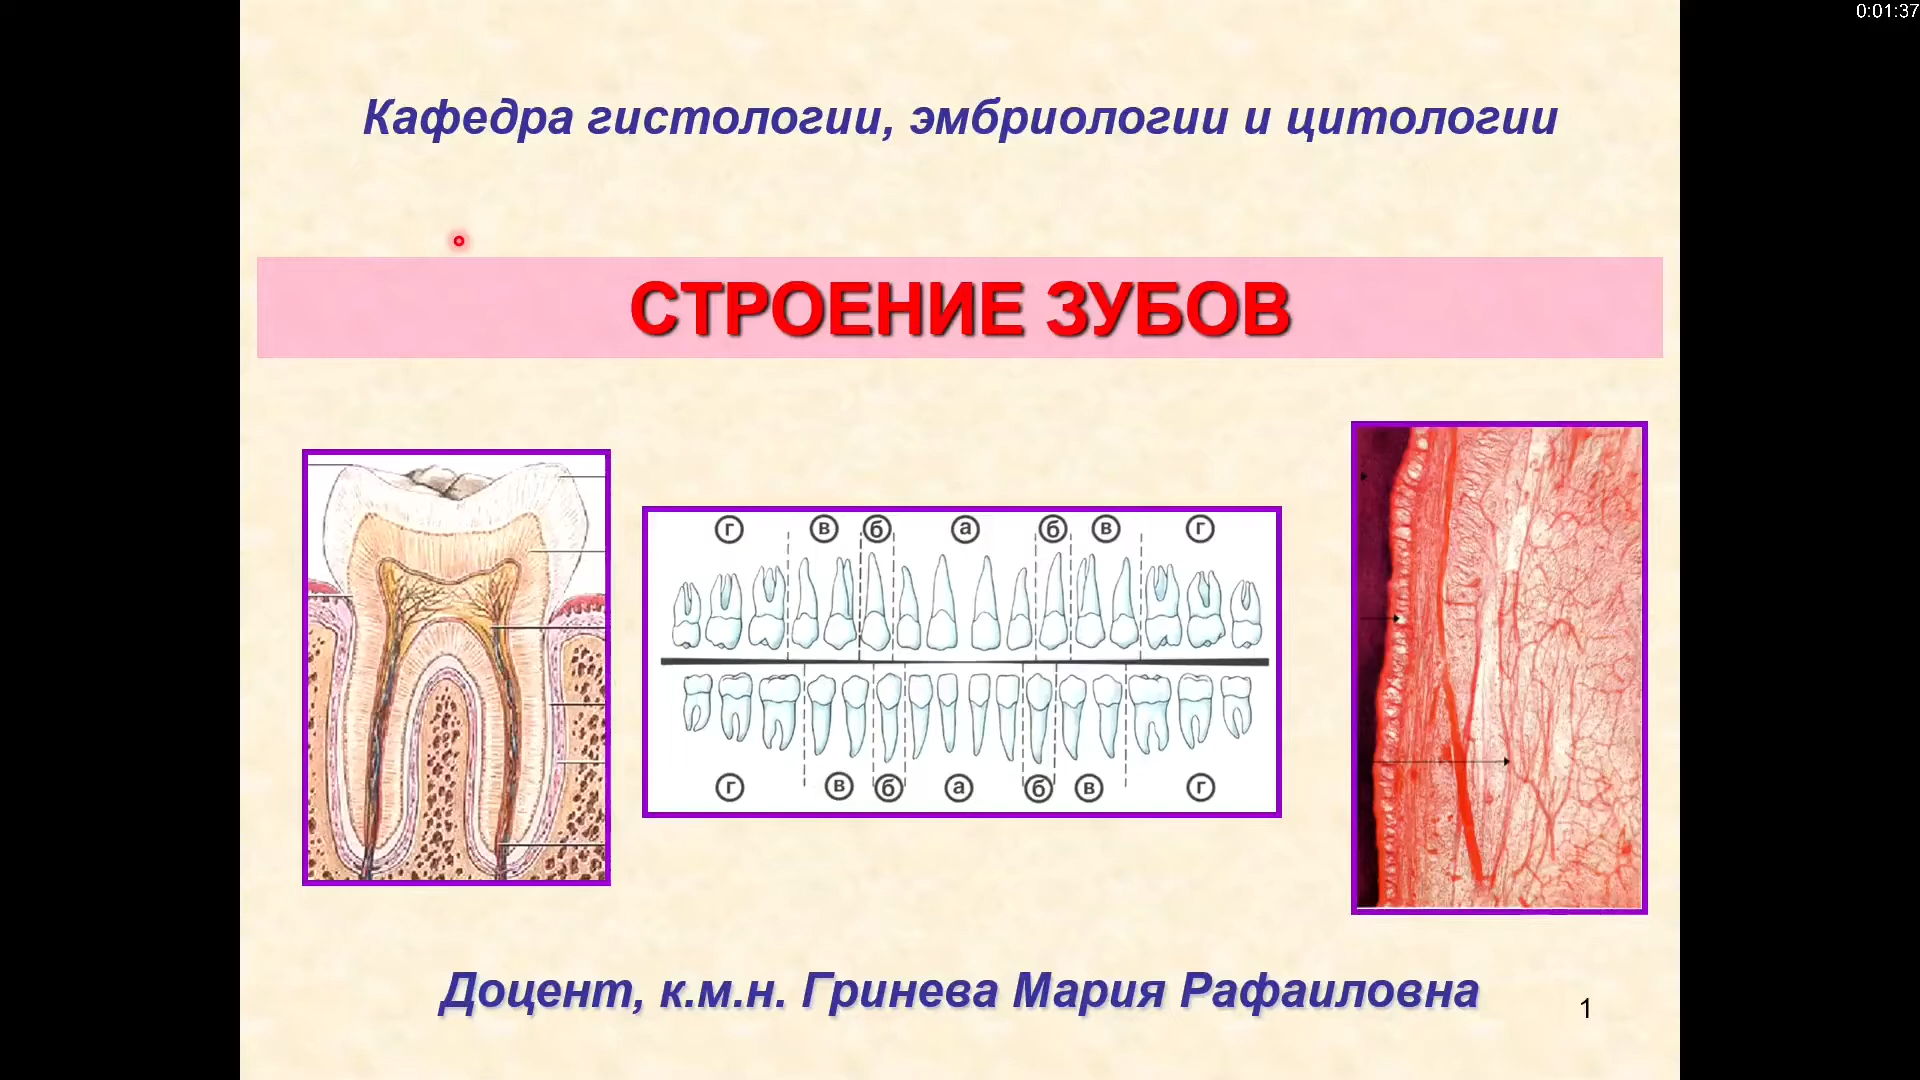 0:01:37
Кафедра гистологии, эмбриологии и цитологии
СТРОЕНИЕ ЗУБОВ
г в б а б в г
г в б а б в г
Доцент, к.м.н. Гринева Мария Рафаиловна
1